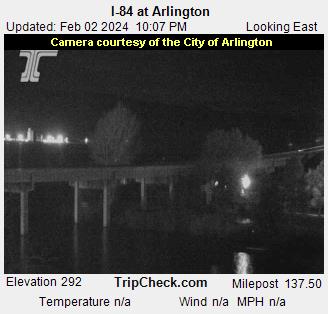 I-84 at Arlington
Updated: Feb 02 2024 10:07 PM Looking East
Camera courtesy of the City of Arlington
Elevation 292 TripCheck.com Milepost 137.50
Temperature n/a Wind n/a MPH n/a